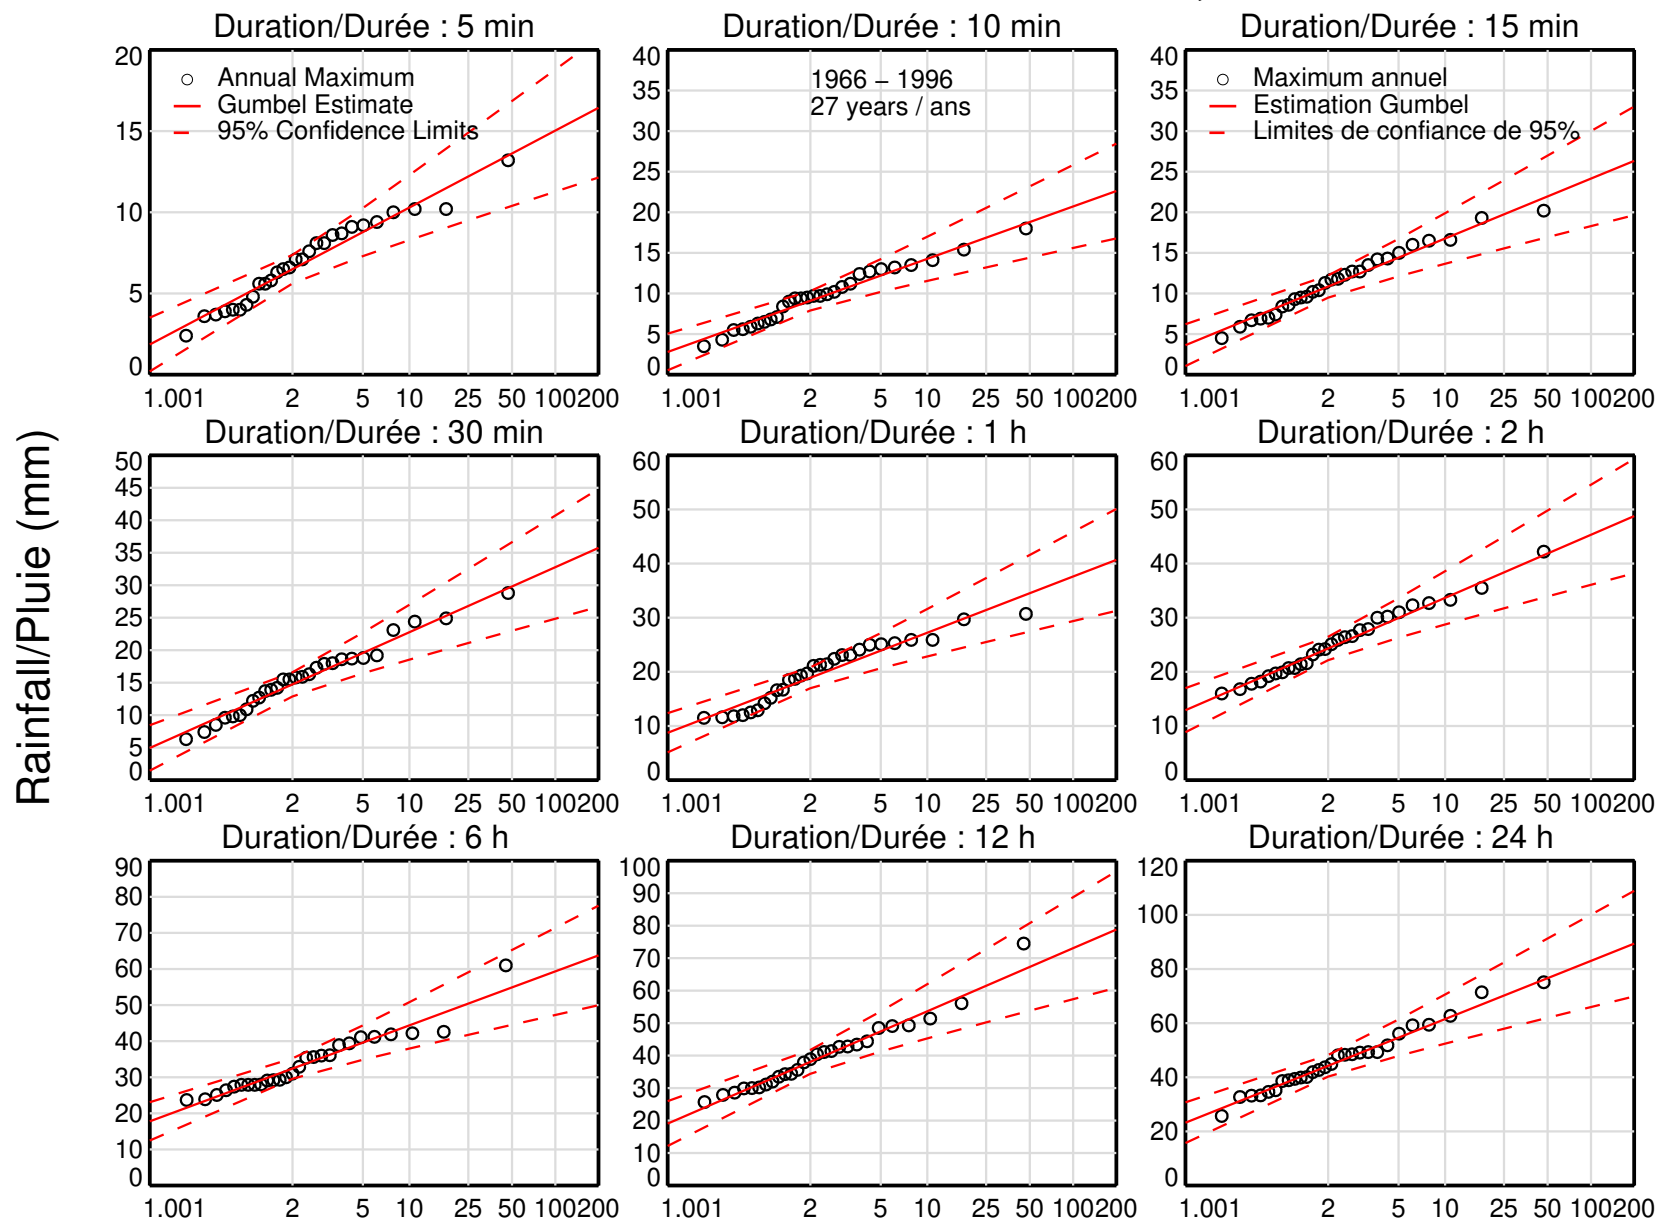 Duration/Durée : 5 min
20
15
10
5
0
○ Annual Maximum
Gumbel Estimate
95% Confidence Limits
1.001 2 5 10 25 50 100200
Duration/Durée : 10 min
40
35
30
25
20
15
10
5
0
1966 – 1996
27 years / ans
1.001 2 5 10 25 50 100200
Duration/Durée : 15 min
40
35
30
25
20
15
10
5
0
○ Maximum annuel
Estimation Gumbel
Limites de confiance de 95%
1.001 2 5 10 25 50 100200
Rainfall/Pluie (mm)
Duration/Durée : 30 min
50
45
40
35
30
25
20
15
10
5
0
1.001 2 5 10 25 50 100200
Duration/Durée : 1 h
60
50
40
30
20
10
0
1.001 2 5 10 25 50 100200
Duration/Durée : 2 h
60
50
40
30
20
10
0
1.001 2 5 10 25 50 100200
Duration/Durée : 6 h
90
80
70
60
50
40
30
20
10
0
1.001 2 5 10 25 50 100200
Duration/Durée : 12 h
100
90
80
70
60
50
40
30
20
10
0
1.001 2 5 10 25 50 100200
Duration/Durée : 24 h
120
100
80
60
40
20
0
1.001 2 5 10 25 50 100200